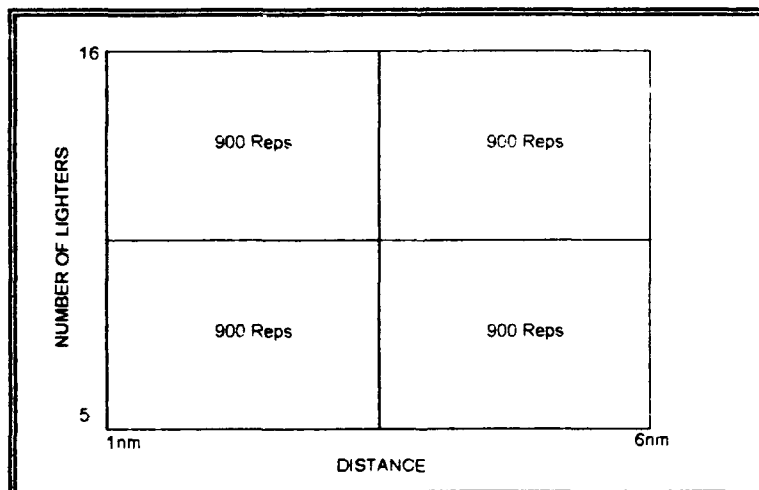 16
900 Reps 900 Reps
NUMBER OF LIGHTERS
900 Reps 900 Reps
5
1nm 6nm
DISTANCE